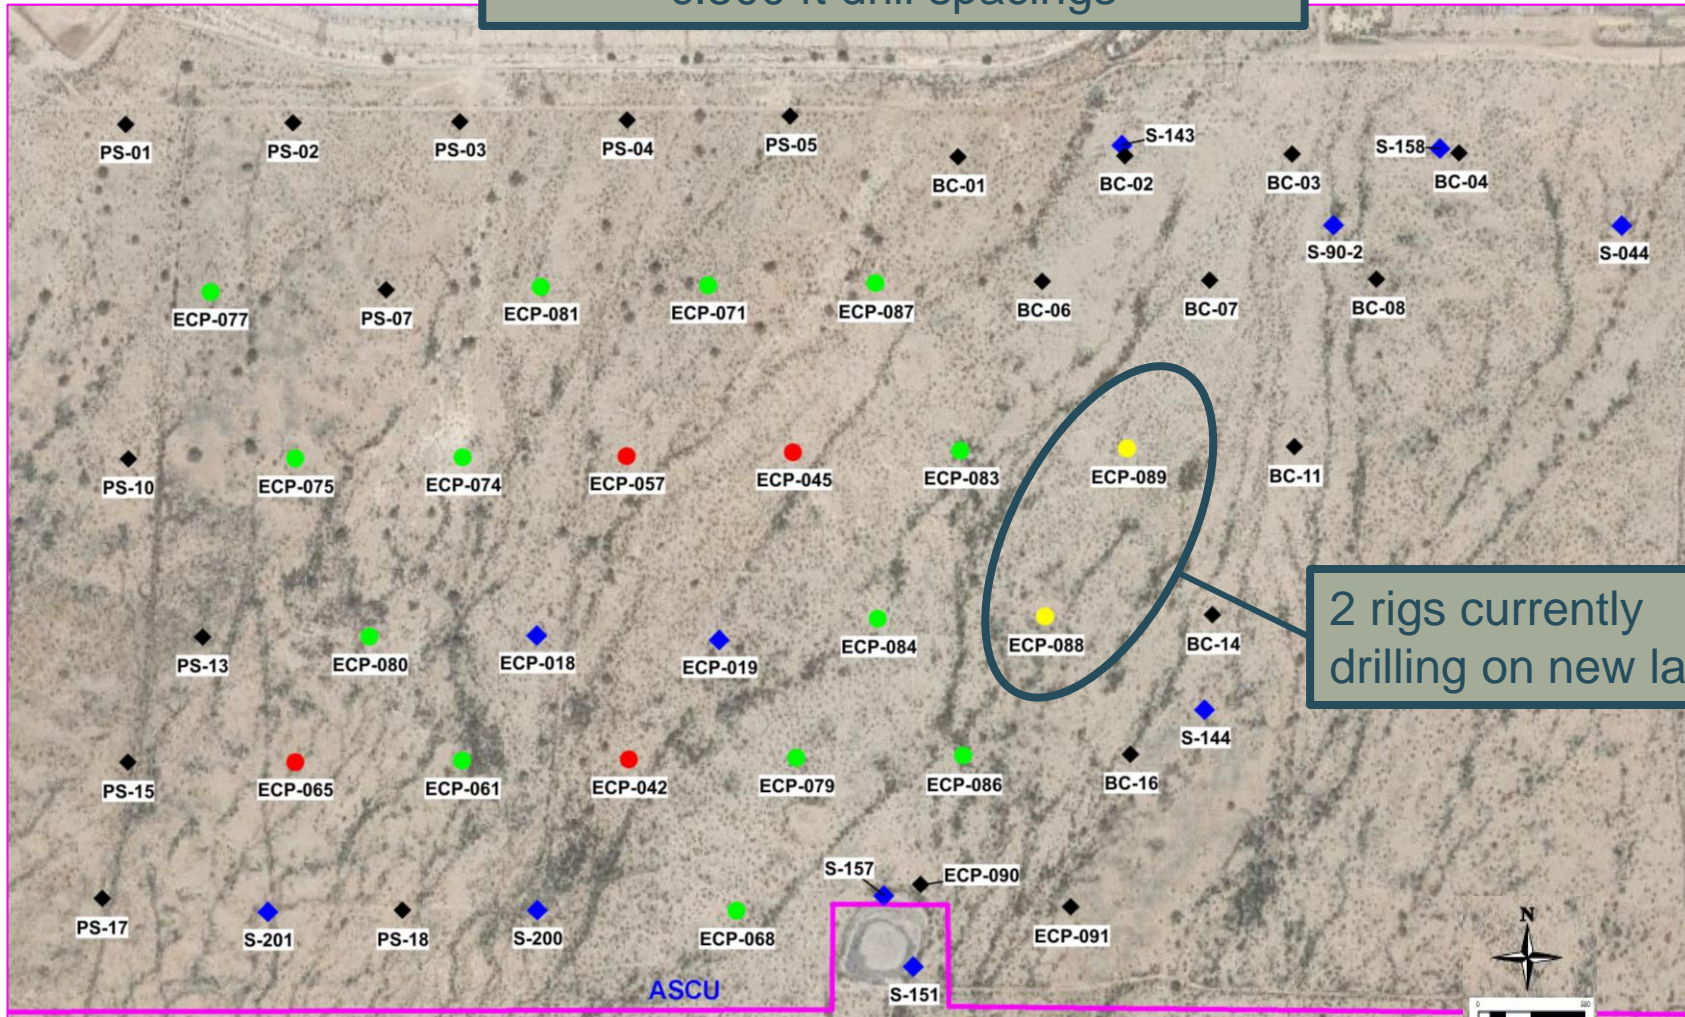 PS-01
PS-02
PS-03
PS-04
PS-05
BC-01
S-143
BC-02
BC-03
S-158
BC-04
S-90-2
S-044
ECP-077
PS-07
ECP-081
ECP-071
ECP-087
BC-06
BC-07
BC-08
PS-10
ECP-075
ECP-074
ECP-057
ECP-045
ECP-083
ECP-089
BC-11
2 rigs currently
drilling on new
PS-13
ECP-080
ECP-018
ECP-019
ECP-084
ECP-088
BC-14
S-144
PS-15
ECP-065
ECP-061
ECP-042
ECP-079
ECP-086
BC-16
S-157
ECP-090
PS-17
S-201
PS-18
S-200
ECP-068
ECP-091
N
ASCU
S-151
0